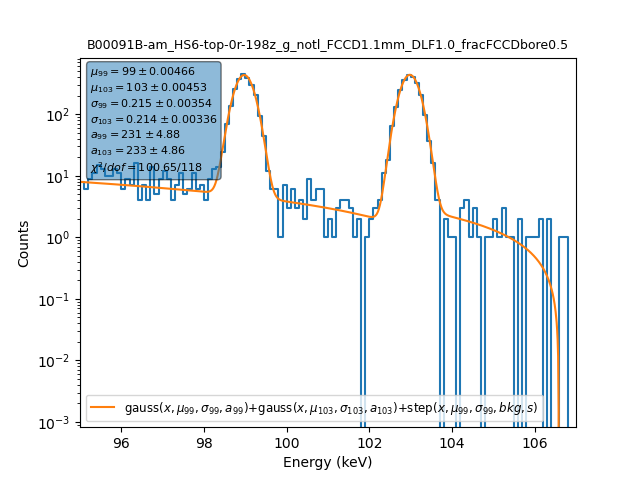 B00091B-am_HS6-top-0r-198z_g_notl_FCCD1.1mm_DLF1.0_fracFCCDbore0.5
μ99 = 99 ± 0.00466
μ103 = 103 ± 0.00453
σ99 = 0.215 ± 0.00354
σ103 = 0.214 ± 0.00336
a99 = 231 ± 4.88
a103 = 233 ± 4.86
χ²/dof = 100.65/118
10²
10¹
10⁰
10⁻¹
10⁻²
10⁻³
Counts
gauss(x, μ99, σ99, a99)+gauss(x, μ103, σ103, a103)+step(x, μ99, σ99, bkg, s)
96 98 100 102 104 106
Energy (keV)